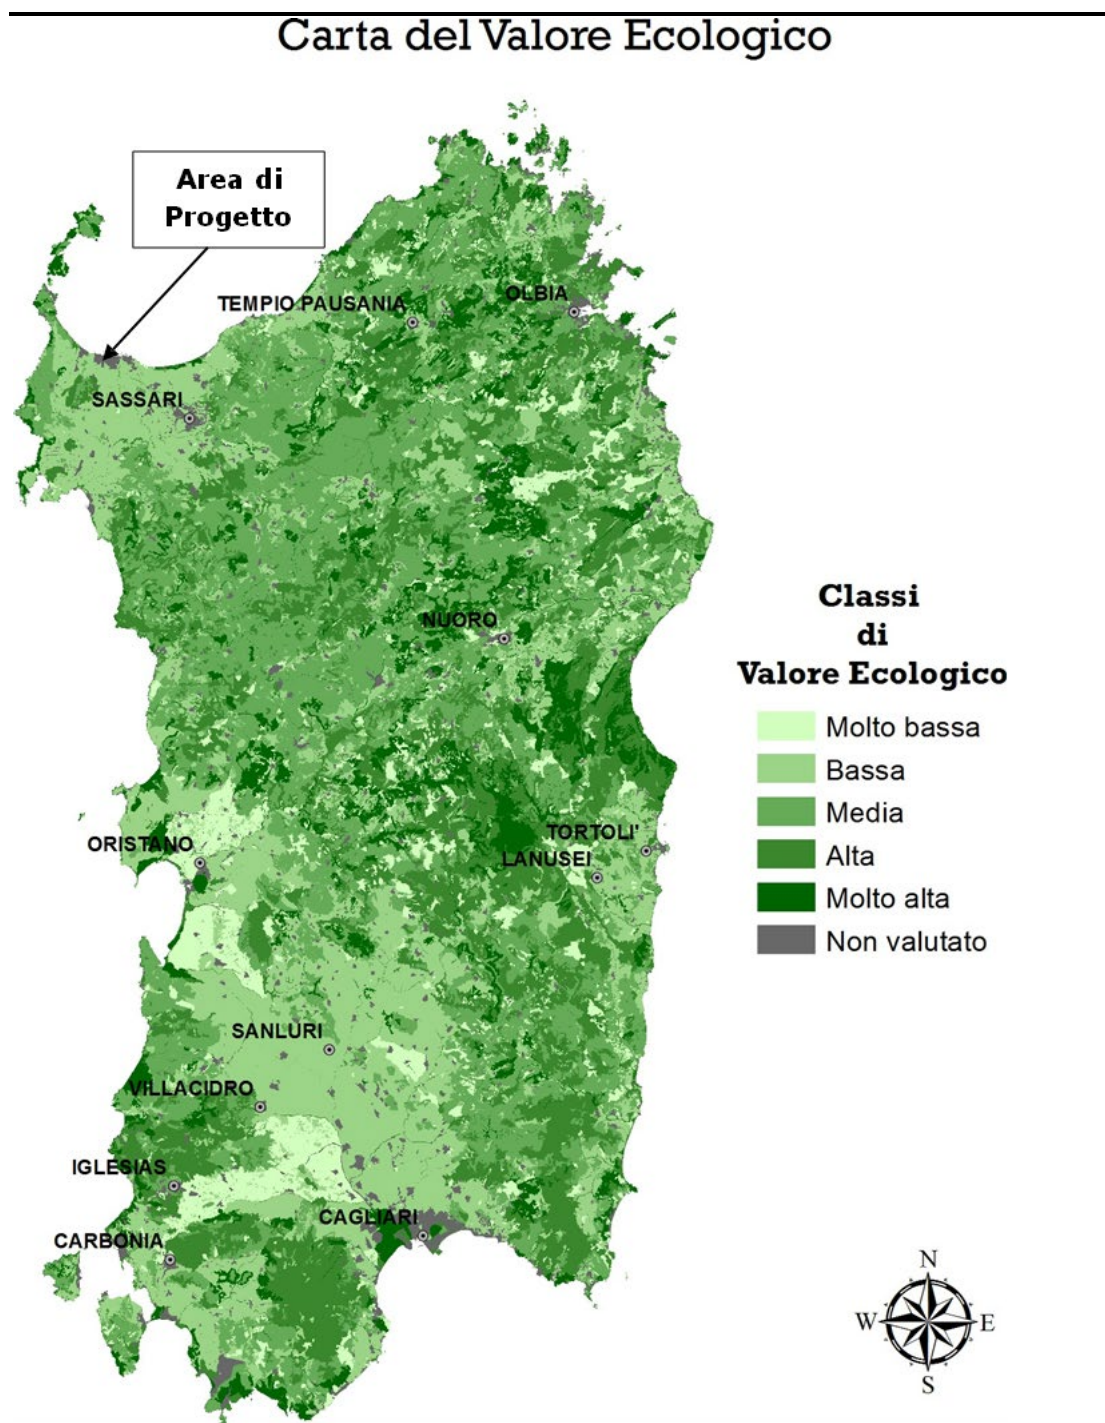 Carta del Valore Ecologico
Area di
Progetto
TEMPIO PAUSANIA
OLBIA
SASSARI
NUORO
Classi
di
Valore Ecologico
Molto bassa
Bassa
Media
Alta
Molto alta
Non valutato
ORISTANO
TORTOLI'
LANUSEI
SANLURI
VILLACIDRO
IGLESIAS
CAGLIARI
CARBONIA
N
W
E
S